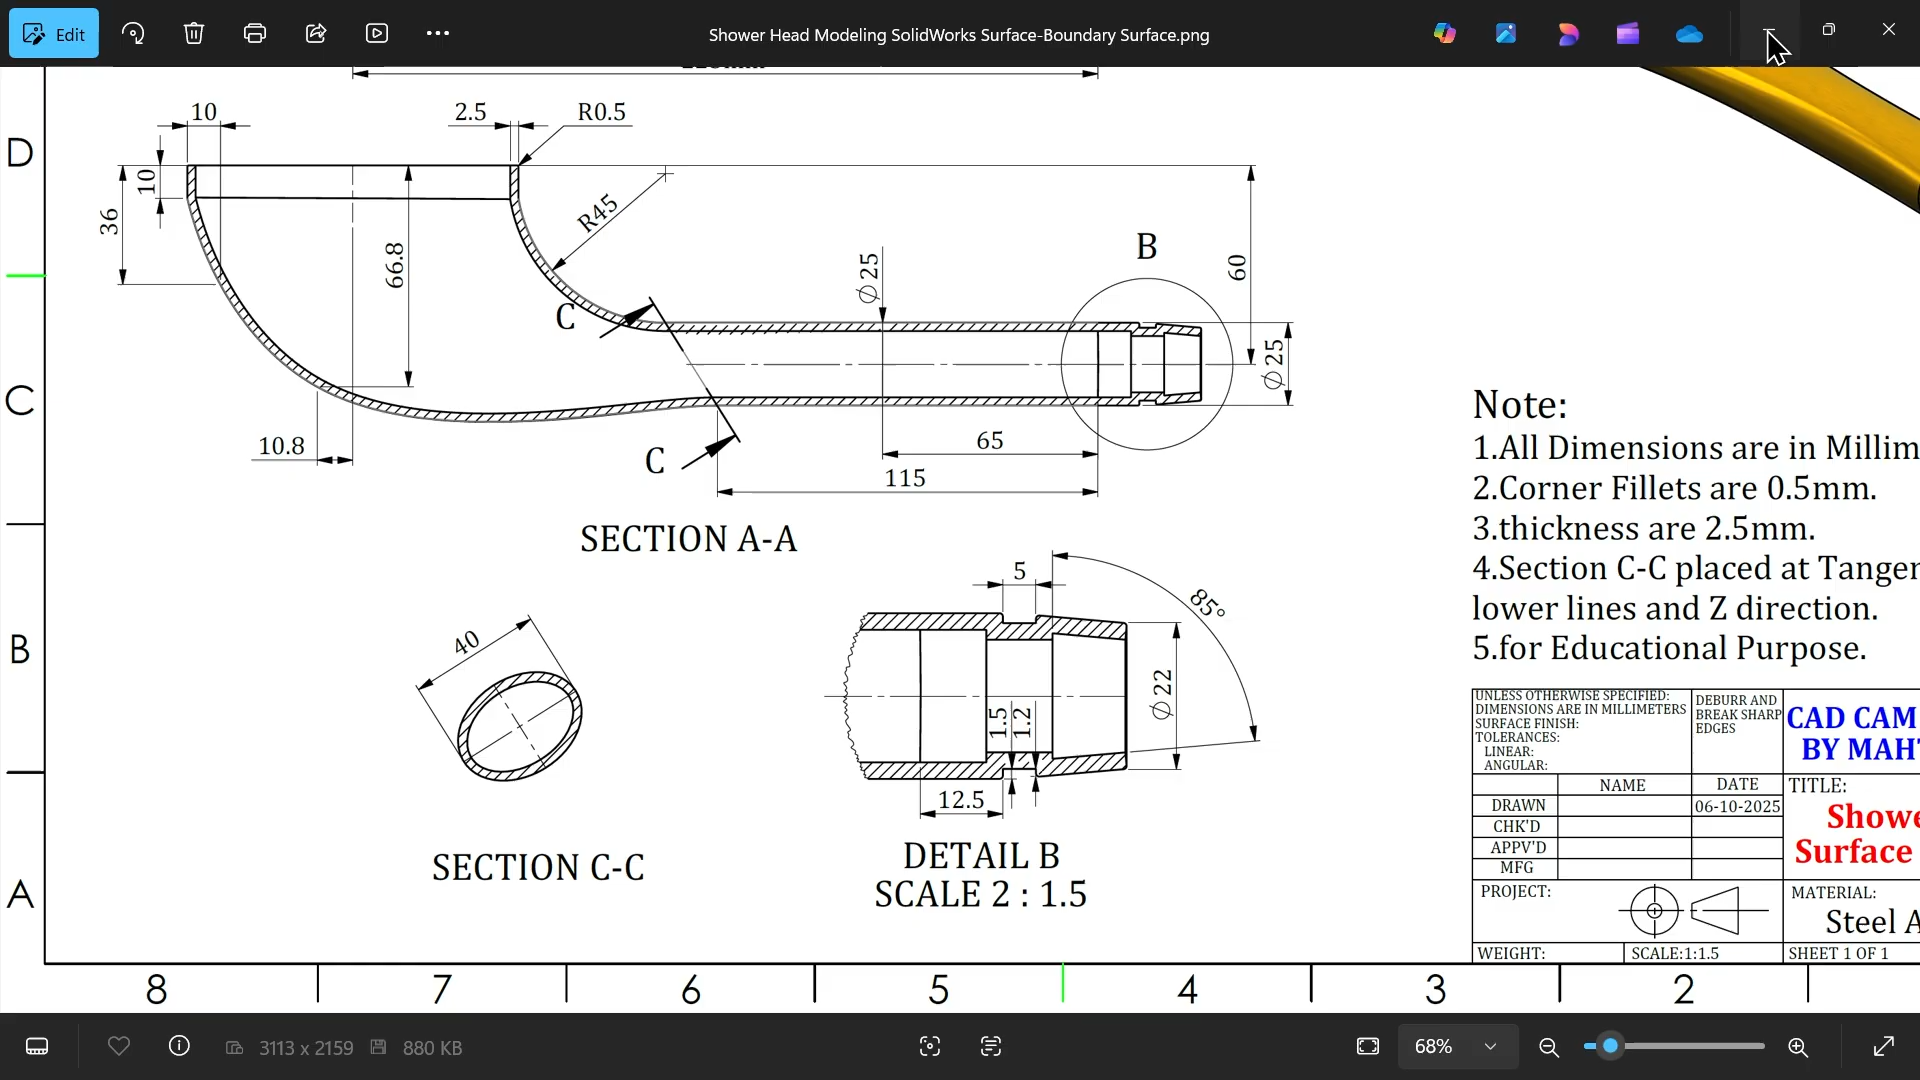 Edit
Shower Head Modeling SolidWorks Surface-Boundary Surface.png
10
2.5
R0.5
D
10
36
66.8
R45
Ø 25
B
60
C
Ø 25
C
10.8
C
65
115
SECTION A-A
Note:
1.All Dimensions are in Millim
2.Corner Fillets are 0.5mm.
3.thickness are 2.5mm.
4.Section C-C placed at Tangen
lower lines and Z direction.
5.for Educational Purpose.
5
85°
B
40
1.5
1.2
Ø 22
12.5
SECTION C-C
DETAIL B
SCALE 2 : 1.5
A
UNLESS OTHERWISE SPECIFIED:
DIMENSIONS ARE IN MILLIMETERS
SURFACE FINISH:
TOLERANCES:
LINEAR:
ANGULAR:
DEBURR AND
BREAK SHARP
EDGES
CAD CAM
BY MAHT
NAME
DATE
TITLE:
DRAWN
06-10-2025
CHK'D
APPV'D
MFG
Showe
Surface
PROJECT:
MATERIAL:
Steel A
WEIGHT:
SCALE:1:1.5
SHEET 1 OF 1
8
7
6
5
4
3
2
3113 x 2159
880 KB
68%